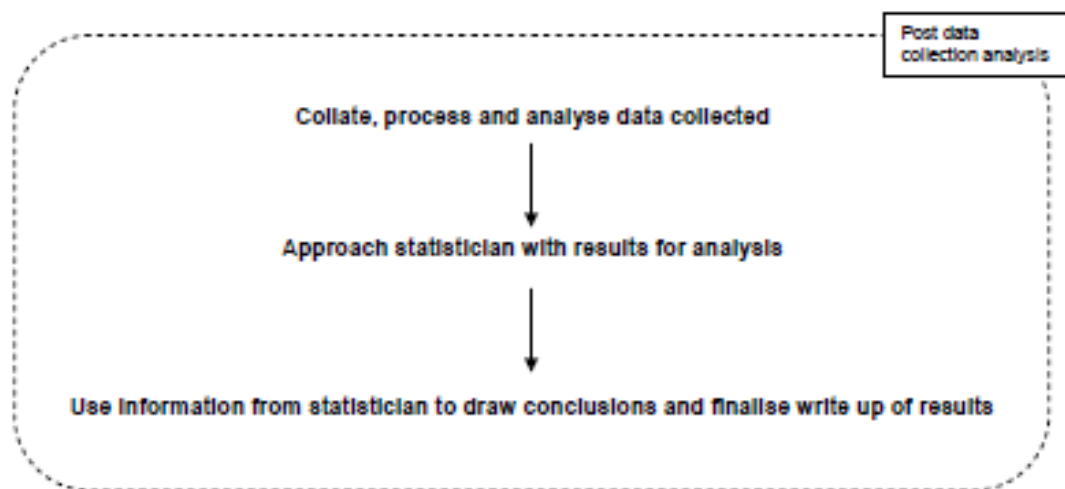 Post data
collection analysis
Collate, process and analyse data collected
Approach statistician with results for analysis
Use information from statistician to draw conclusions and finalise write up of results